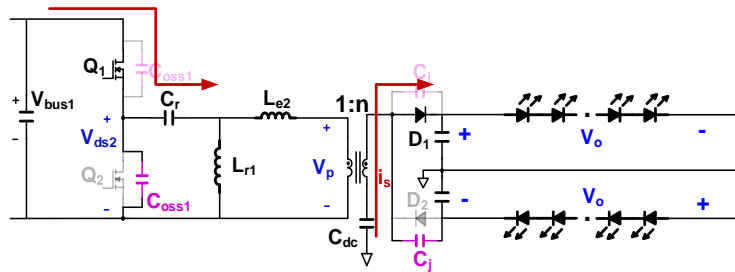 Q1
Coss1
Vbus1
+
-
Cr
Le2
1:n
Cj
D1
+
Vo
-
+
Vds2
-
Lr1
+
Vp
-
is
Q2
Coss1
Cdc
D2
-
Cj
Vo
+